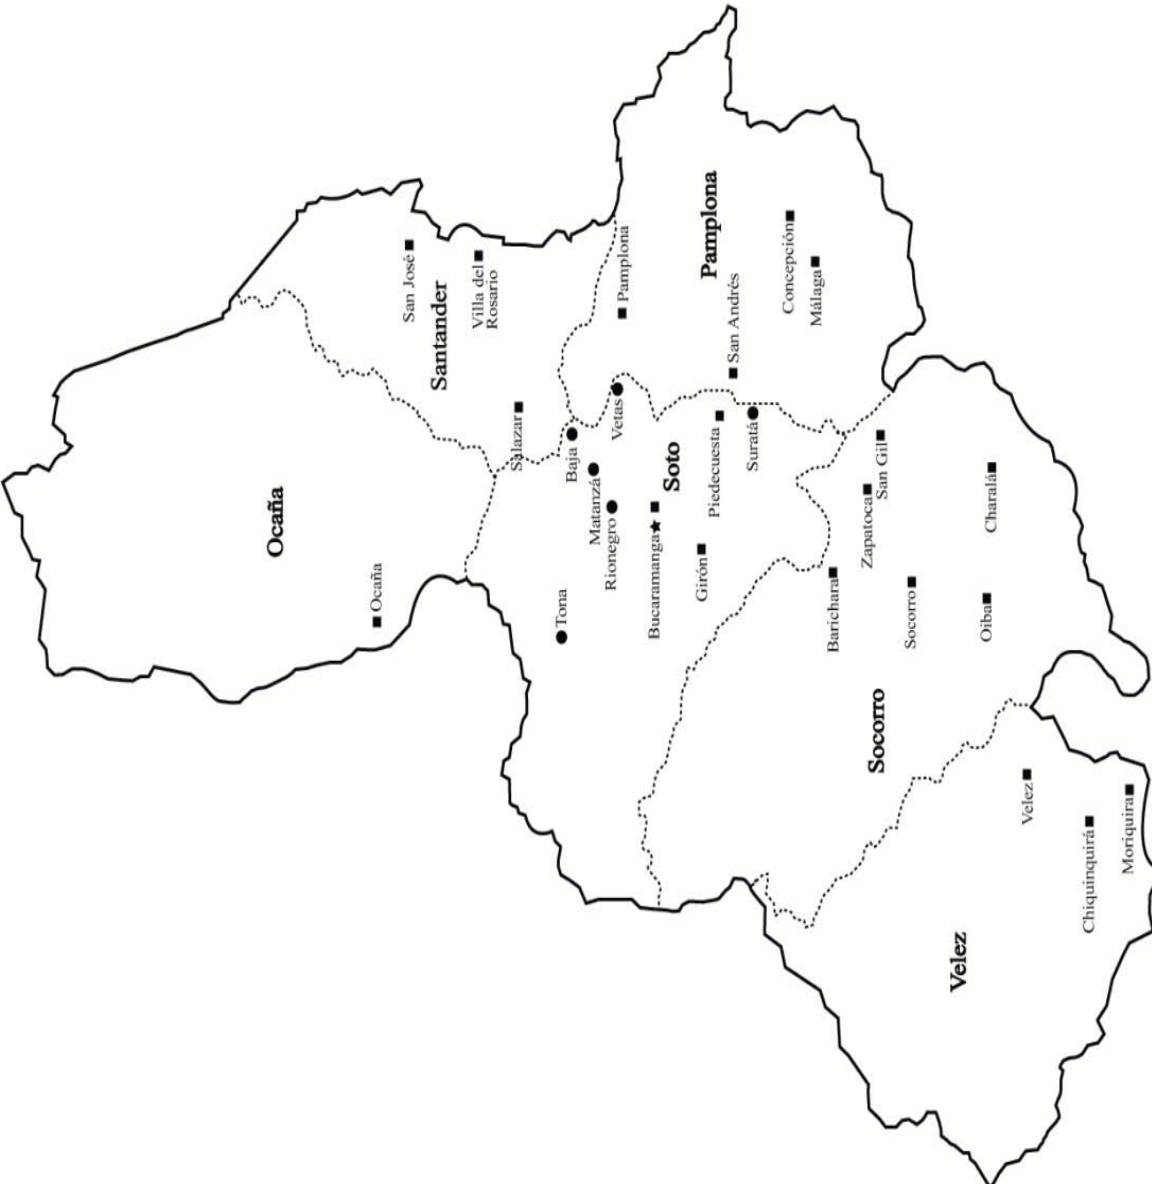 Ocaña
Ocaña
San José
Santander
Villa del
Rosario
Salazar
Tona
Baja
Matanzá
Rionegro
Vetas
Pamplona
Bucaramanga
Soto
Girón
Piedecuesta
Pamplona
San Andrés
Suratá
Concepción
Málaga
Barichara
Zapatoca
San Gil
Socorro
Socorro
Oiba
Charalá
Velez
Velez
Chiquinquirá
Moriquira